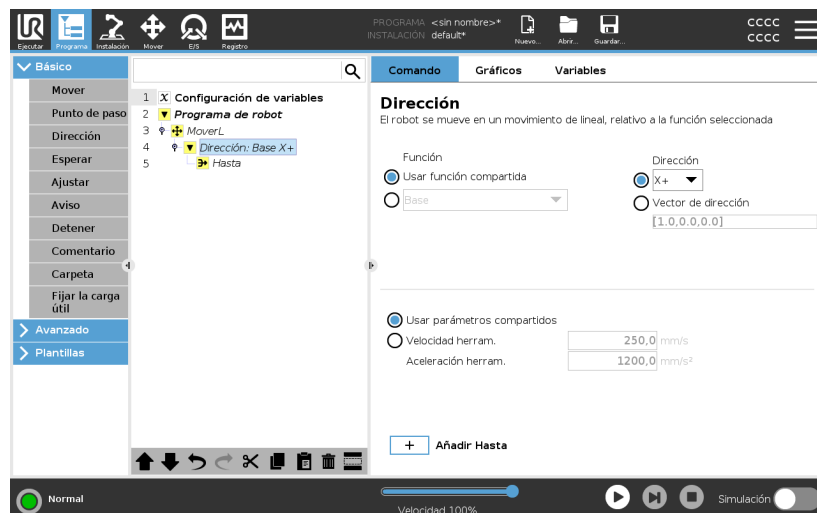 UR
PROGRAMA <sin nombre>*
INSTALACIÓN default*
CCCC
CCCC
Ejecutar Programa Instalación Mover E/S Registro Nuevo... Abrir... Guardar...
Básico
Mover
Punto de paso
Dirección
Esperar
Ajustar
Aviso
Detener
Comentario
Carpeta
Fijar la carga
útil
Avanzado
Plantillas
1 X Configuración de variables
2 Programa de robot
3 MoverL
4 Dirección: Base X+
5 Hasta
Comando Gráficos Variables
Dirección
El robot se mueve en un movimiento de lineal, relativo a la función seleccionada
Función
Usar función compartida
Base
Dirección
X+
Vector de dirección
[1.0,0.0,0.0]
Usar parámetros compartidos
Velocidad herram. 250,0 mm/s
Aceleración herram. 1200,0 mm/s²
+ Añadir Hasta
Normal
Velocidad 100%
Simulación